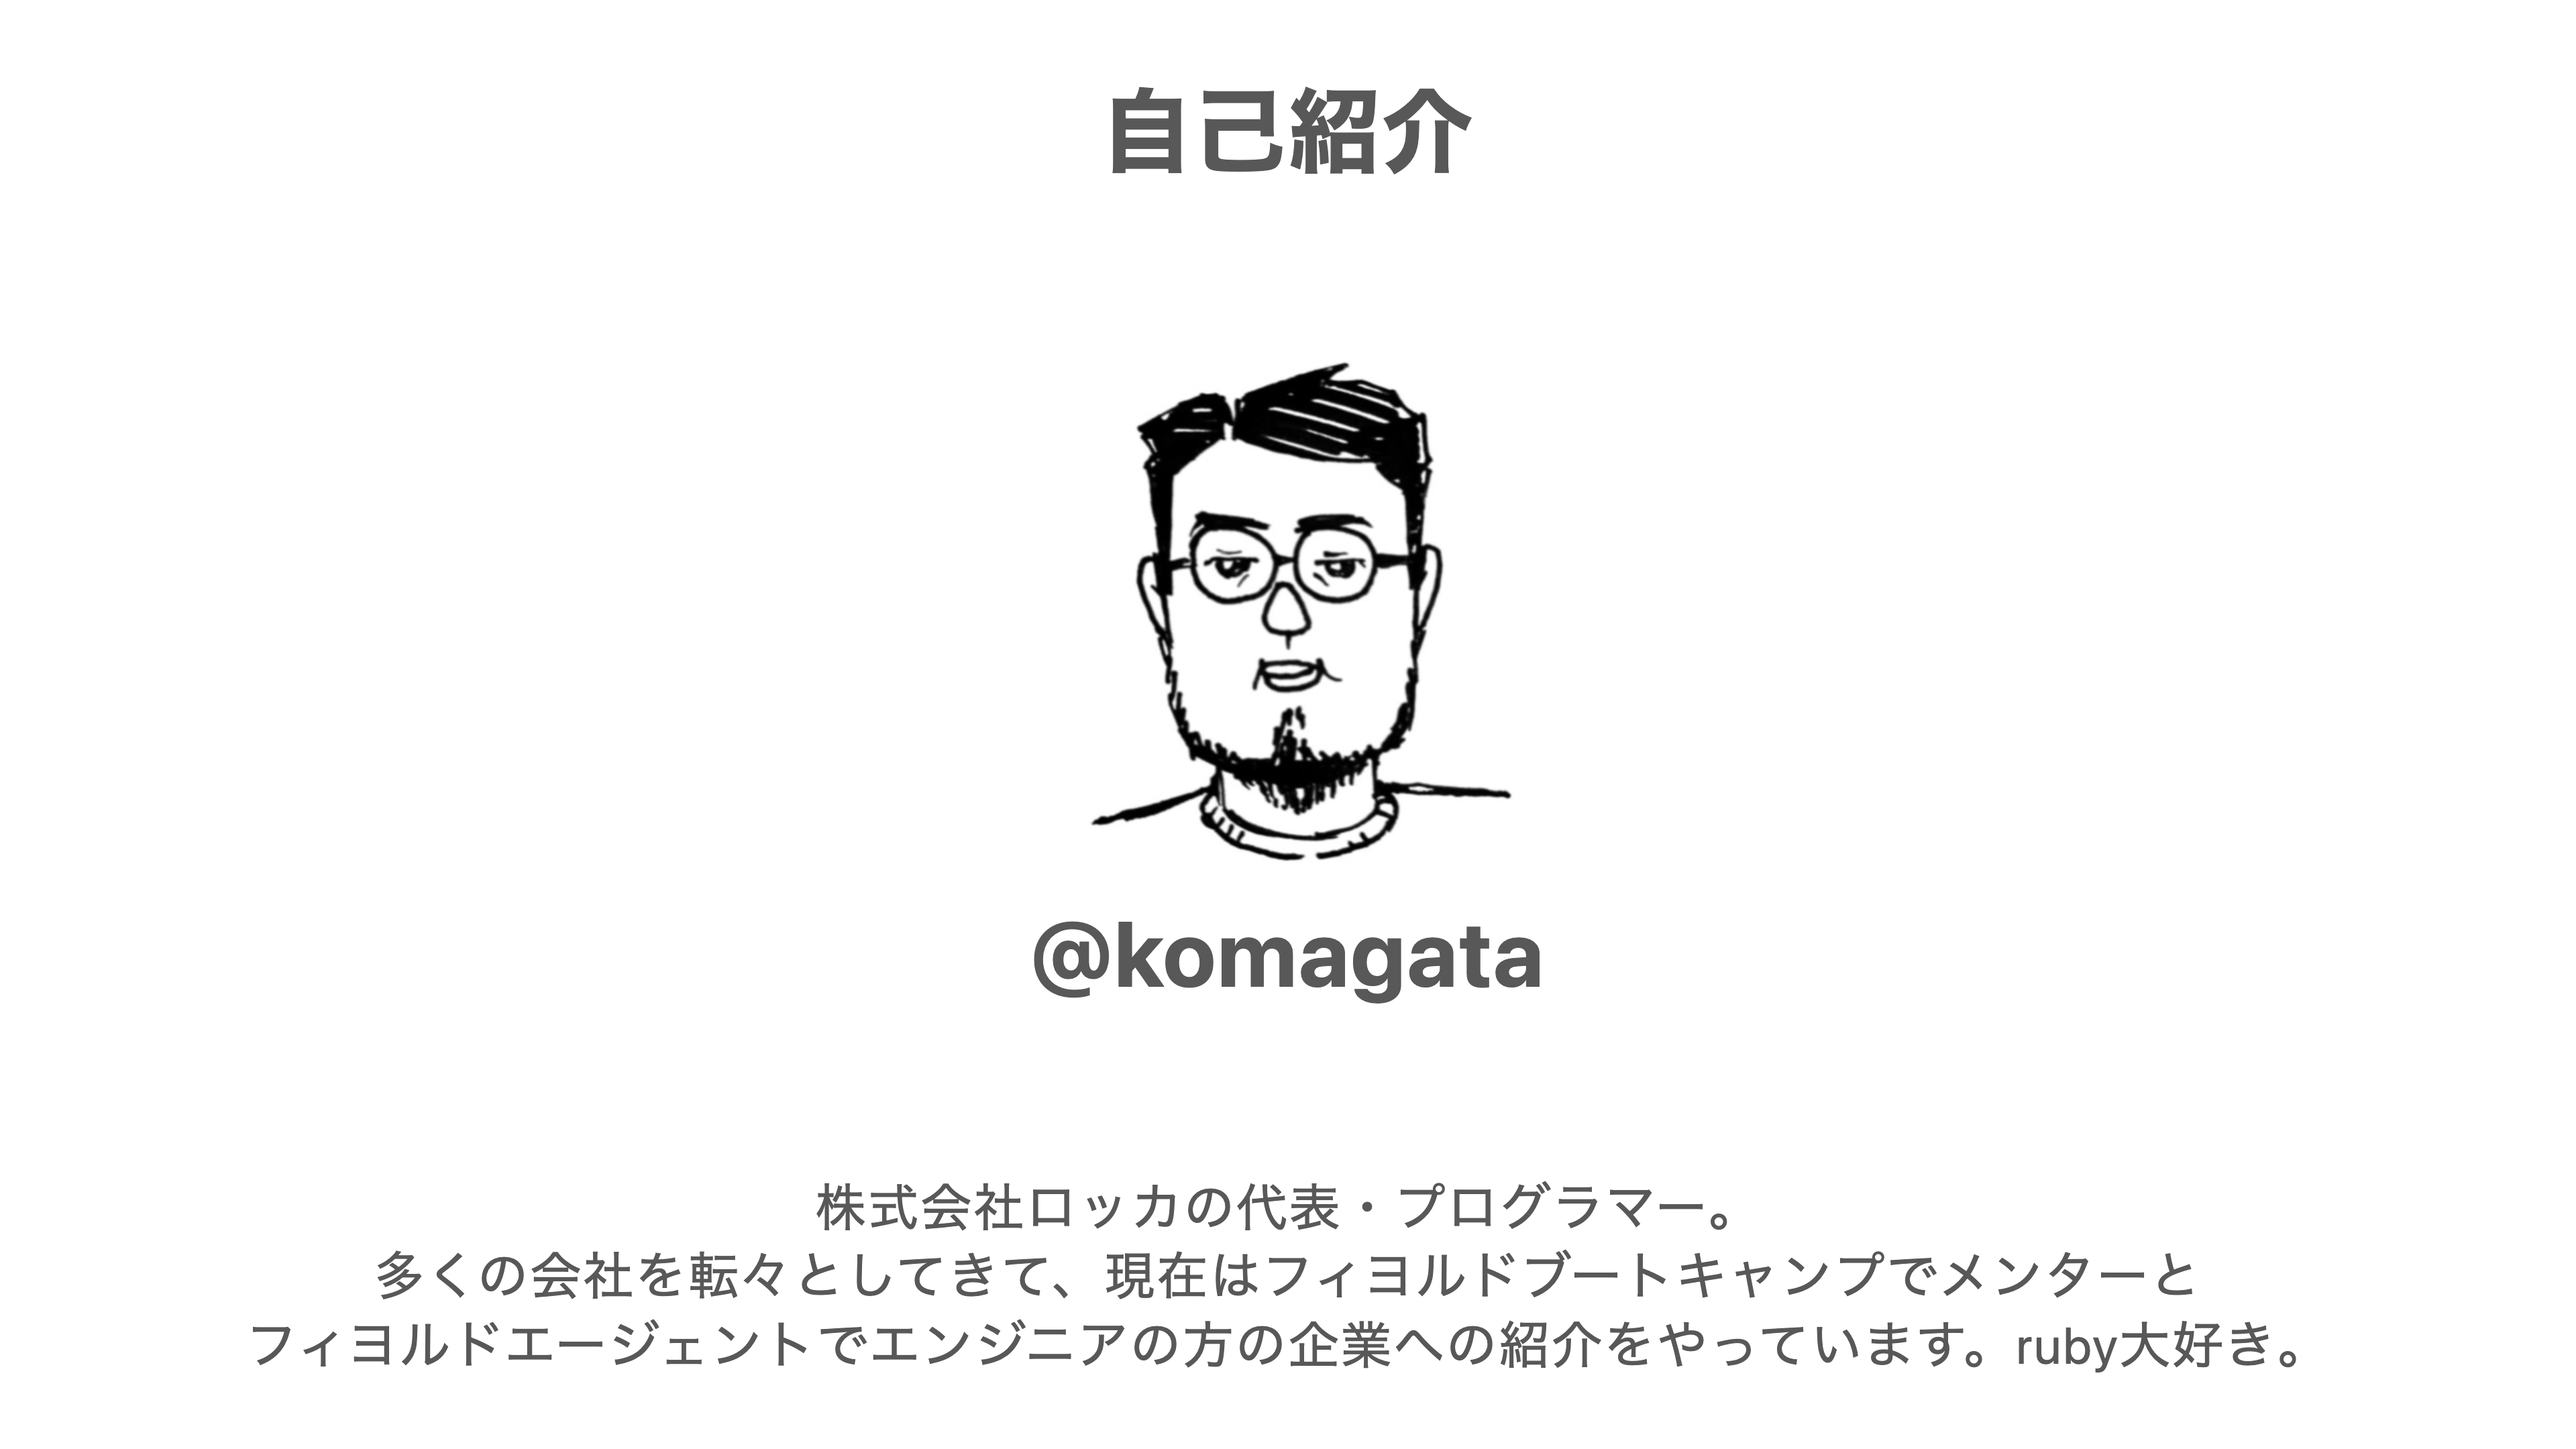 自己紹介
@komagata
株式会社ロッカの代表・プログラマー。
多くの会社を転々としてきて、現在はフィヨルドブートキャンプでメンターと
フィヨルドエージェントでエンジニアの方の企業への紹介をやっています。ruby大好き。